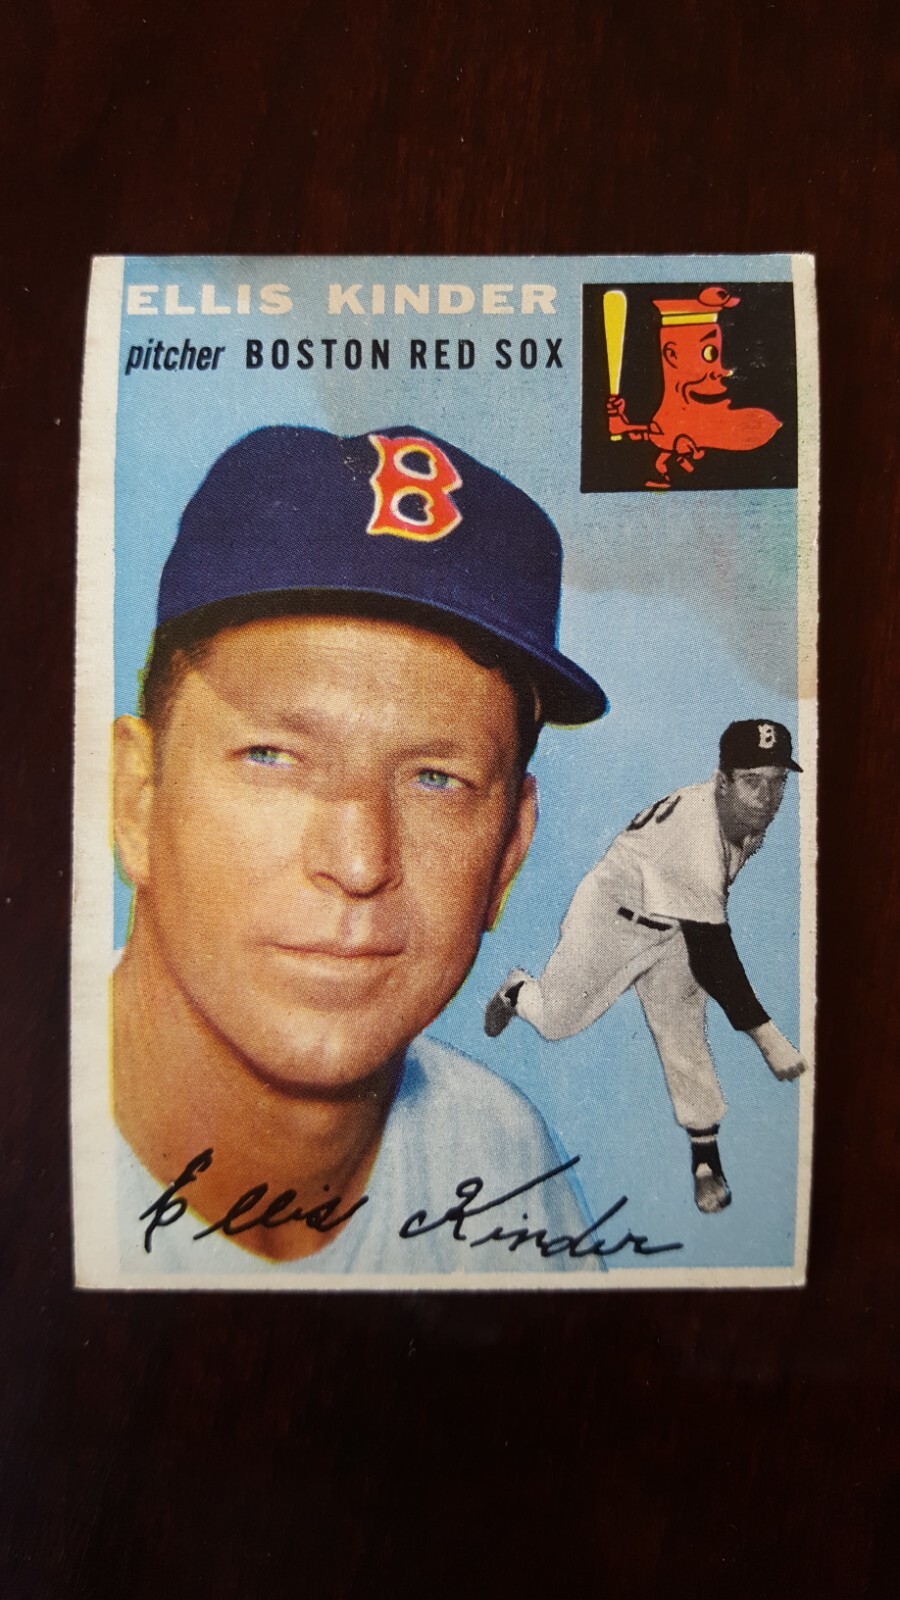 ELLIS KINDER
pitcher BOSTON RED SOX
B
B
Ellis Kinder